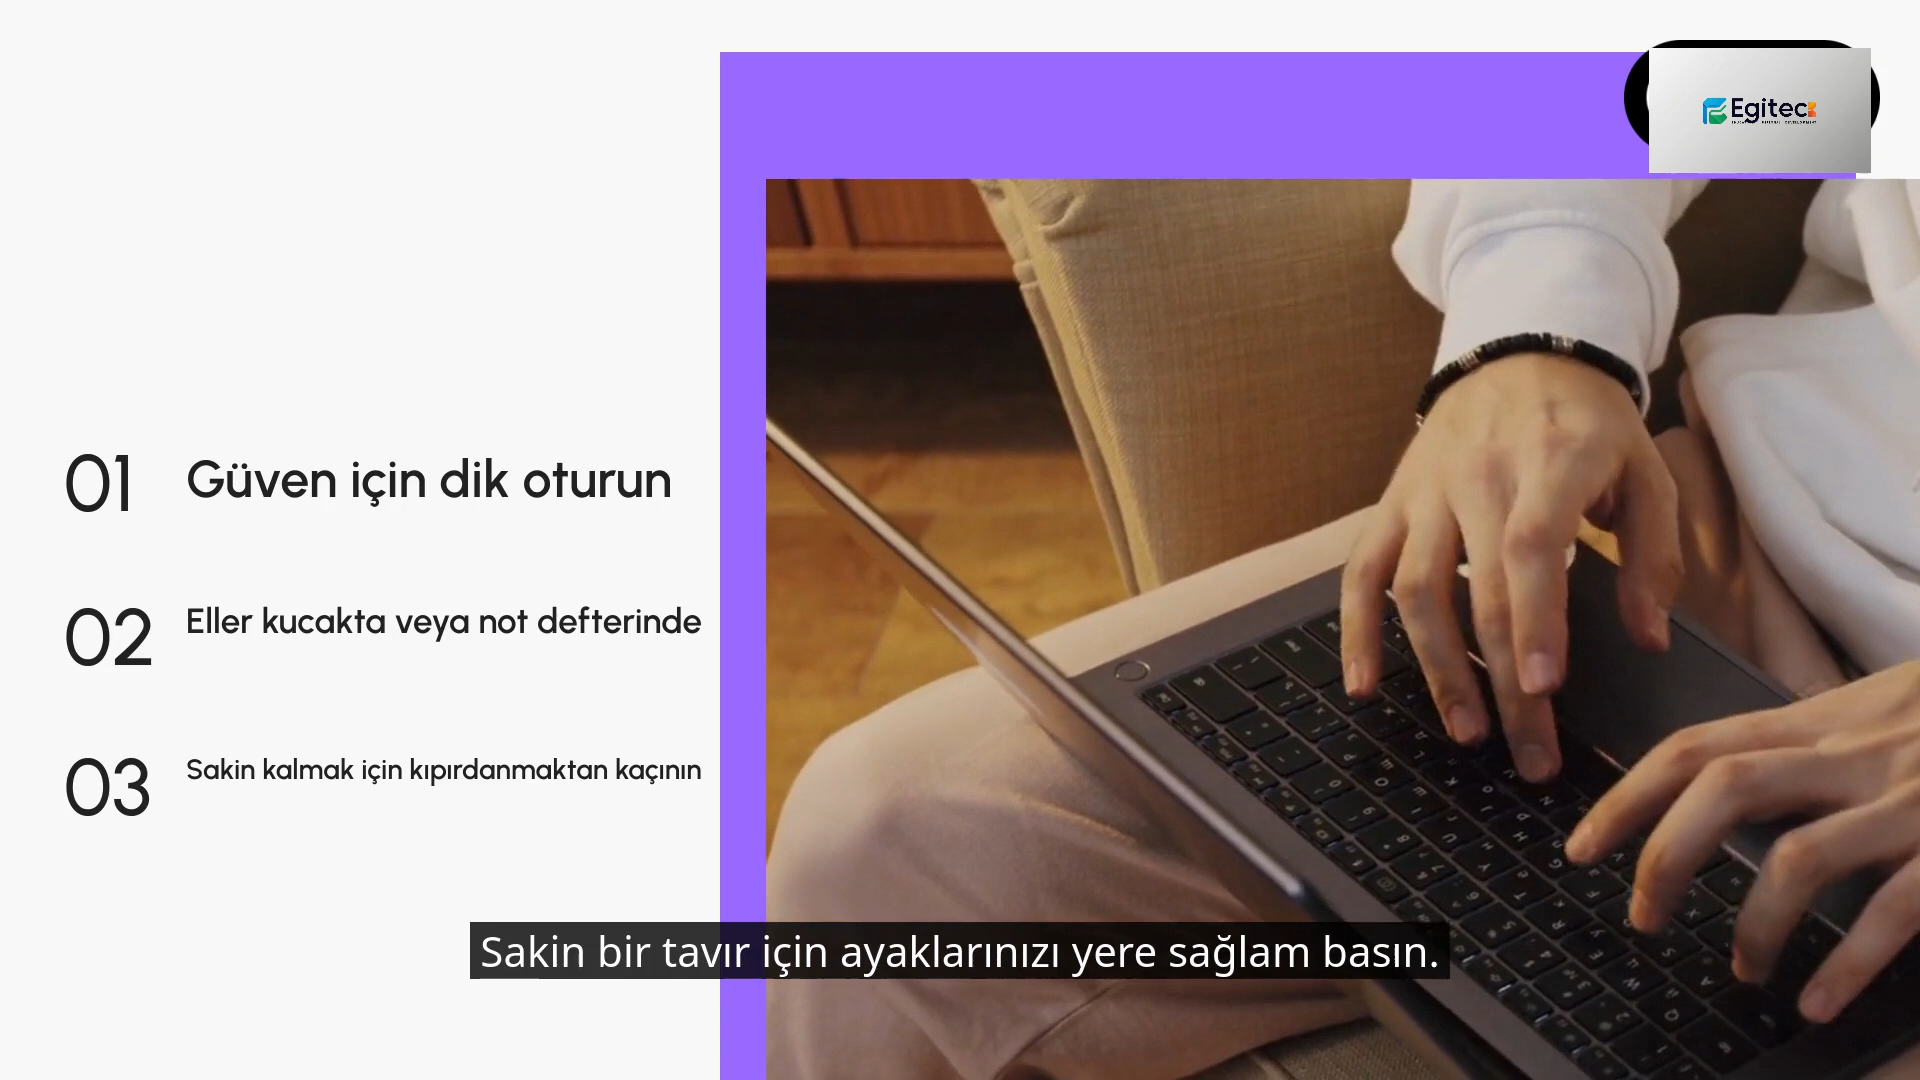 Egitec
01 Güven için dik oturun
02 Eller kucakta veya not defterinde
03 Sakin kalmak için kıpırdanmaktan kaçının
Sakin bir tavır için ayaklarınızı yere sağlam basın.